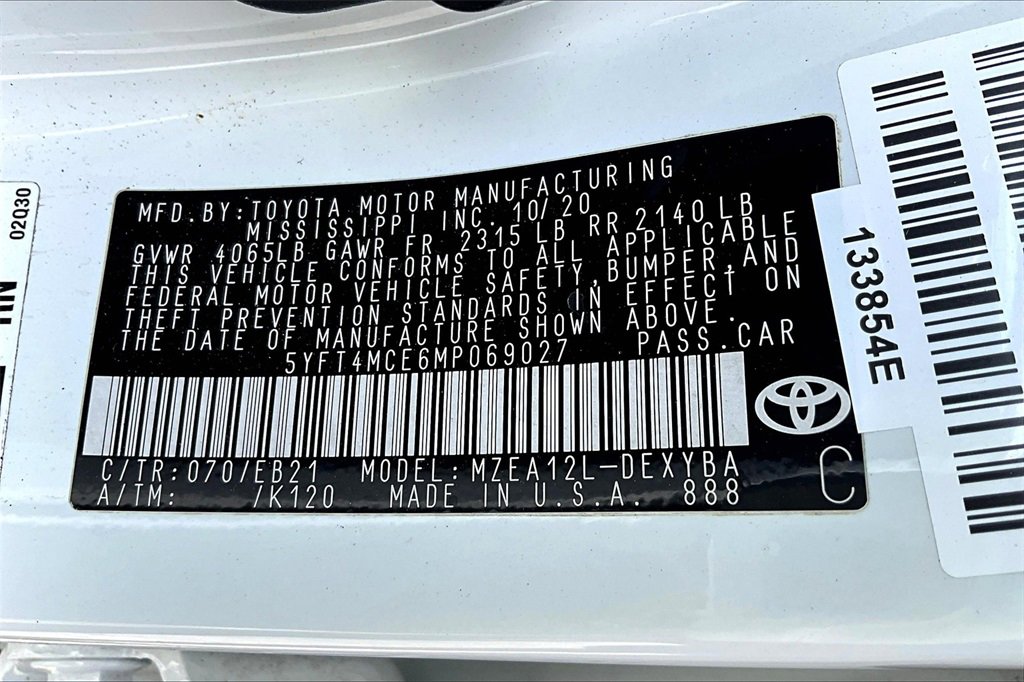 MFD. BY: TOYOTA MOTOR MANUFACTURING
MISSISSIPPI INC. 10/20
GVWR 4065LB GAWR FR 2315 LB RR 2140 LB
THIS VEHICLE CONFORMS TO ALL APPLICABLE
FEDERAL MOTOR VEHICLE SAFETY, BUMPER, AND
THEFT PREVENTION STANDARDS IN EFFECT ON
THE DATE OF MANUFACTURE SHOWN ABOVE.
5YFT4MCE6MP069027 PASS. CAR
C/TR: 070/EB21 MODEL: MZEA12L-DEXYBA
A/TM: /K120 MADE IN U.S.A. 888
C
133854E
02Q30